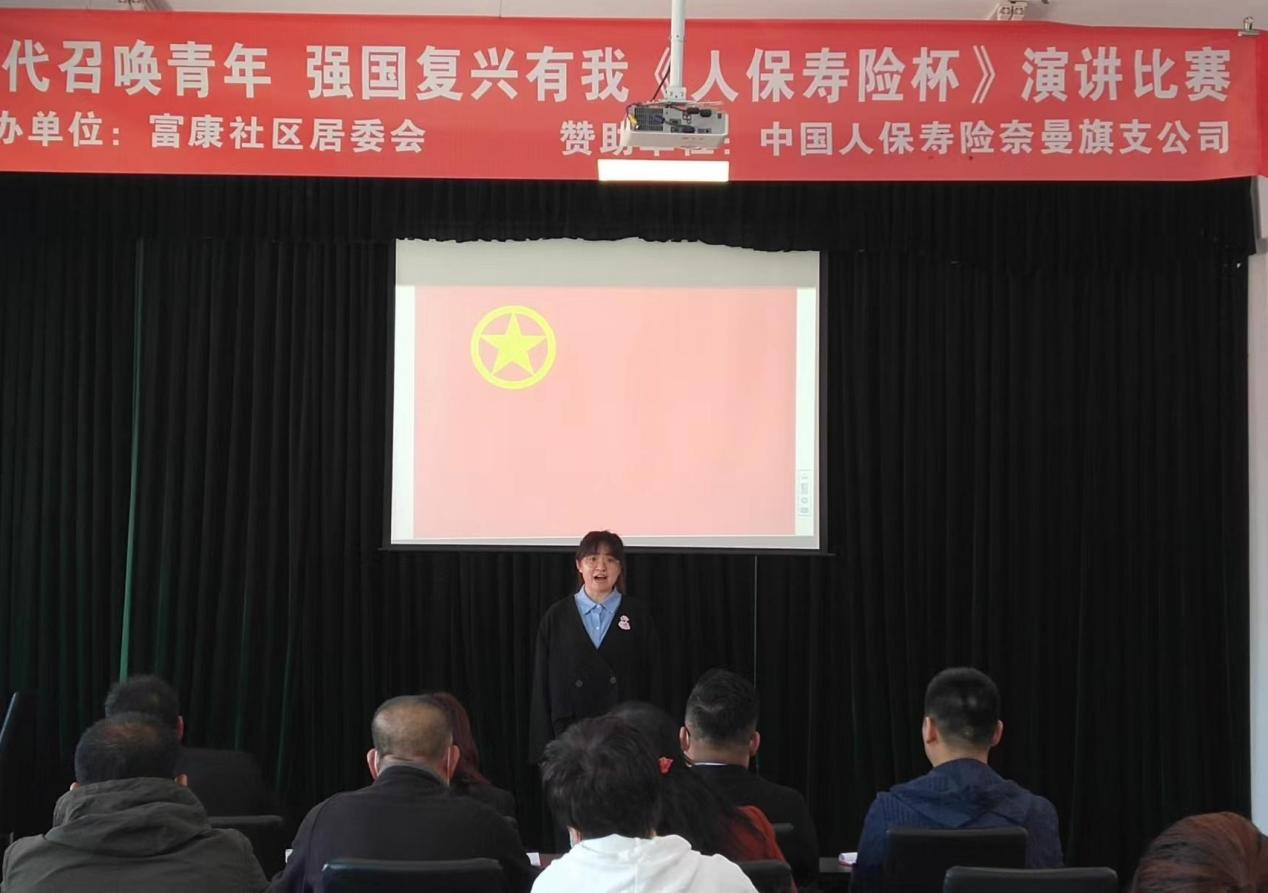 代召唤青年 强国复兴有我《人保寿险杯》演讲比赛
办单位：富康社区居委会 赞助单位：中国人保寿险奈曼旗支公司